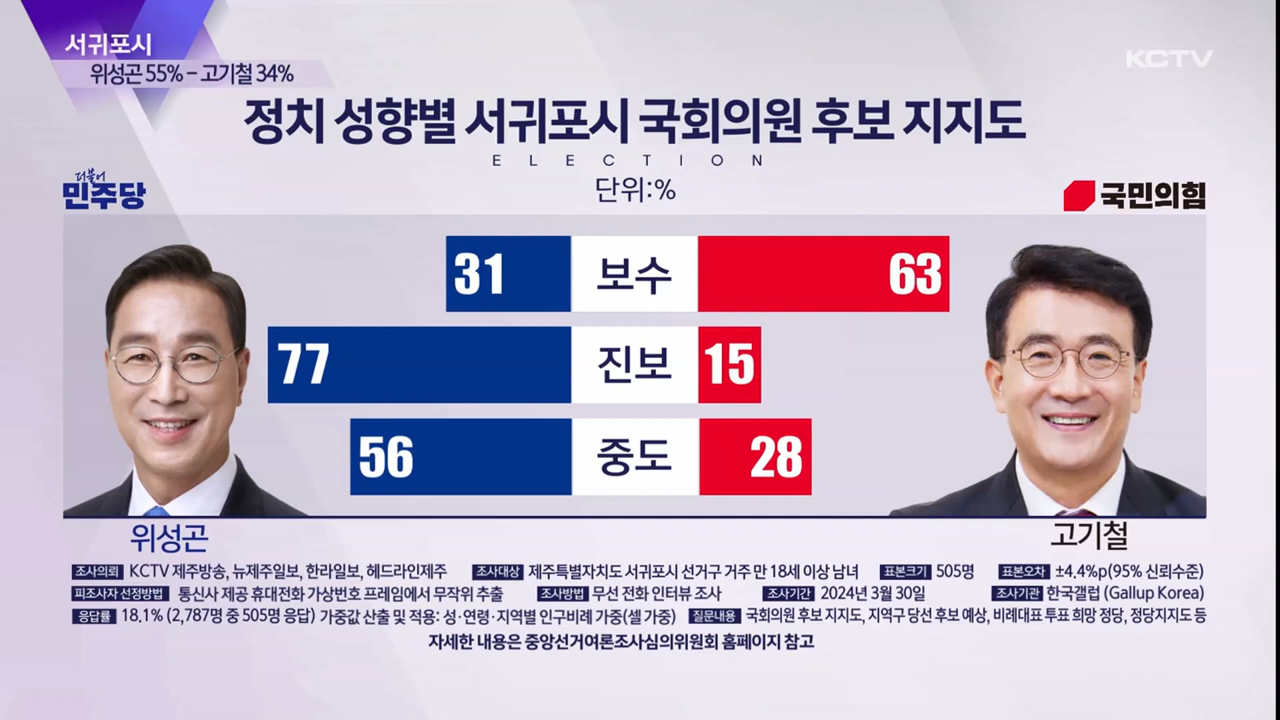 서귀포시
위성곤 55% - 고기철 34%
KCTV
정치 성향별 서귀포시 국회의원 후보 지지도
ELECTION
단위:%
더불어
민주당
국민의힘
31 보수 63
77 진보 15
56 중도 28
위성곤 고기철
조사의뢰 KCTV 제주방송, 뉴제주일보, 한라일보, 헤드라인제주 조사대상 제주특별자치도 서귀포시 선거구 거주 만 18세 이상 남녀 표본크기 505명 표본오차 ±4.4%p(95% 신뢰수준)
피조사자 선정방법 통신사 제공 휴대전화 가상번호 프레임에서 무작위 추출 조사방법 무선 전화 인터뷰 조사 조사기간 2024년 3월 30일 조사기관 한국갤럽 (Gallup Korea)
응답률 18.1% (2,787명 중 505명 응답) 가중값 산출 및 적용: 성·연령·지역별 인구비례 가중(셀 가중) 질문내용 국회의원 후보 지지도, 지역구 당선 후보 예상, 비례대표 투표 희망 정당, 정당지지도 등
자세한 내용은 중앙선거여론조사심의위원회 홈페이지 참고